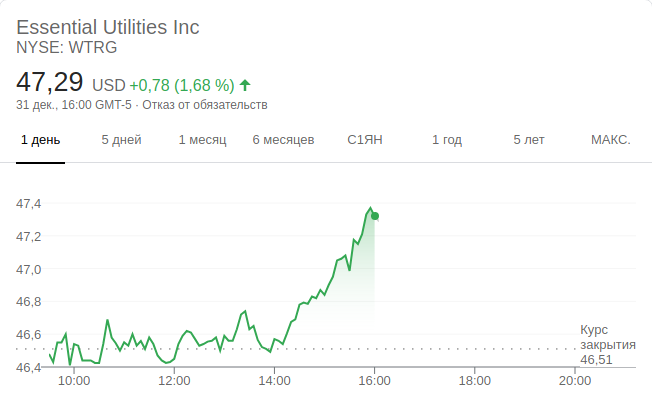 Essential Utilities Inc
NYSE: WTRG
47,29 USD +0,78 (1,68 %)
31 дек., 16:00 GMT-5 · Отказ от обязательств
1 день 5 дней 1 месяц 6 месяцев С1ЯН 1 год 5 лет МАКС.
47,4
47,2
47,0
46,8
46,6
46,4
Курс
закрытия
46,51
10:00 12:00 14:00 16:00 18:00 20:00